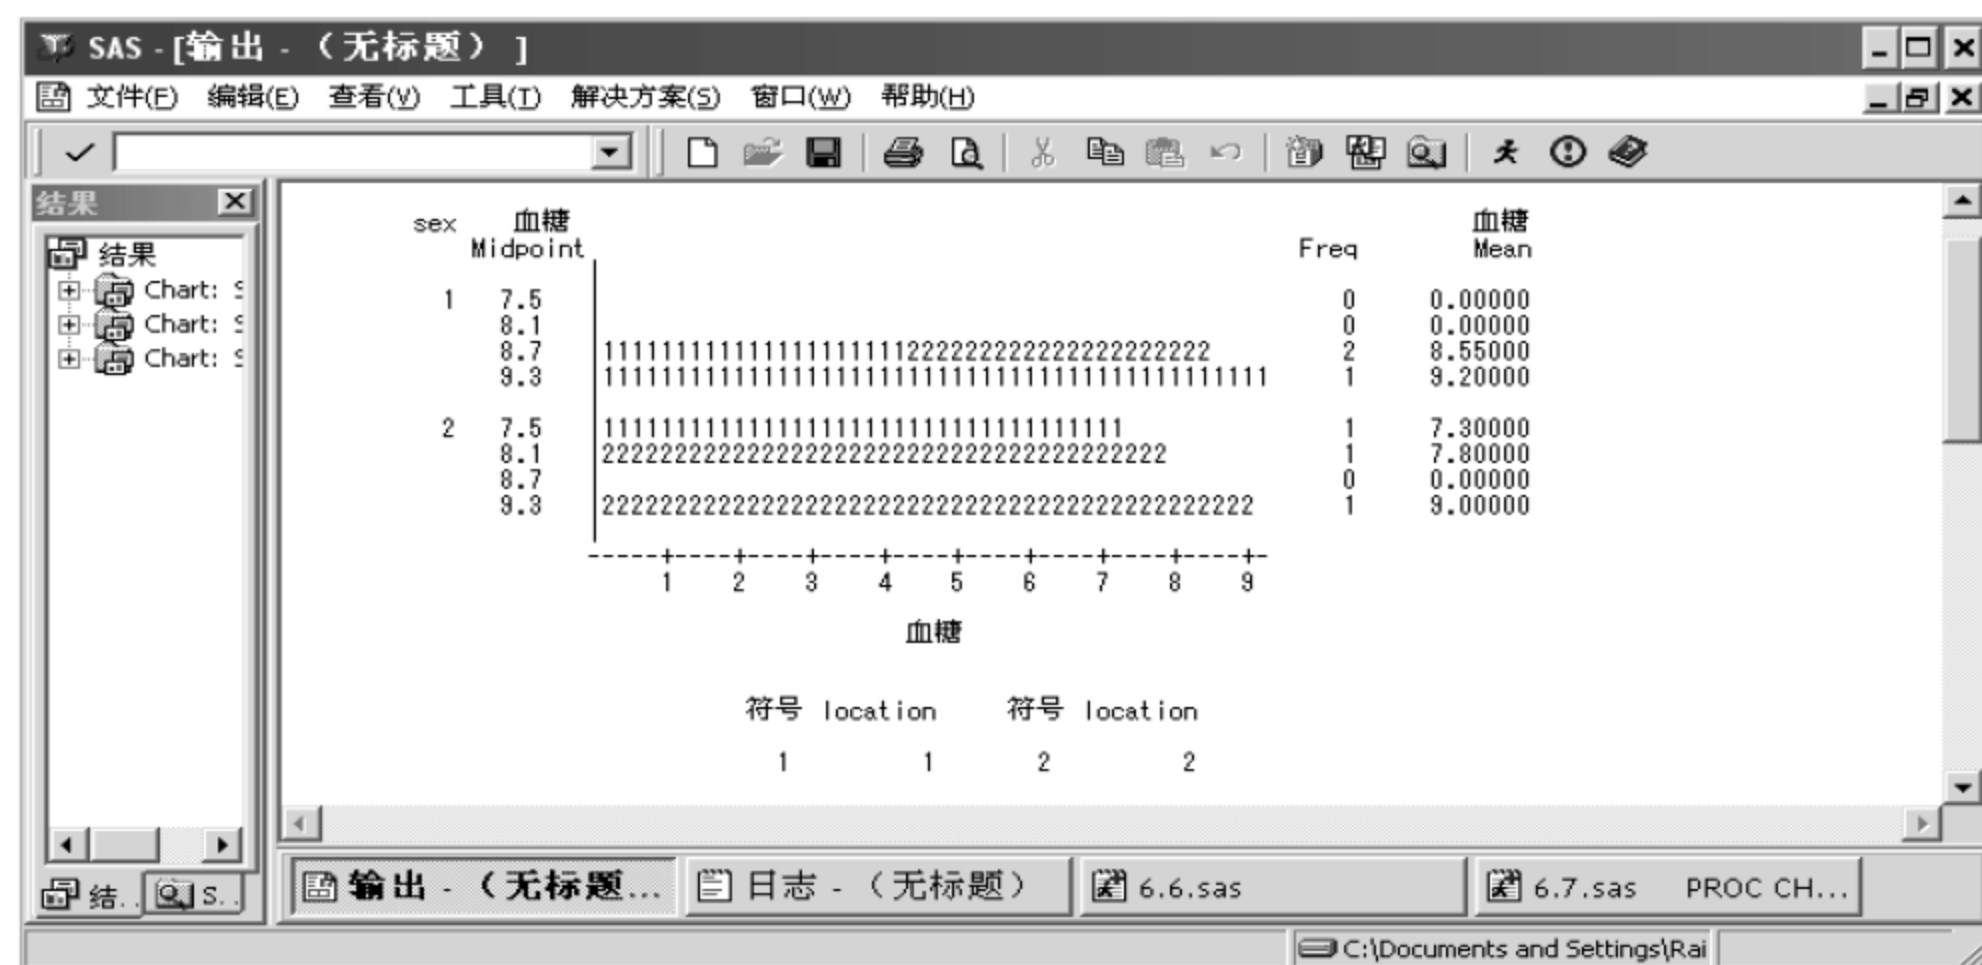 SAS - [输出 - （无标题） ]
文件(F) 编辑(E) 查看(V) 工具(T) 解决方案(S) 窗口(W) 帮助(H)
结果
结果
Chart: S
Chart: S
Chart: S
sex 血糖 血糖
Midpoint Freq Mean
1 7.5 0 0.00000
8.1 0 0.00000
8.7 111111111111111111111222222222222222222222 2 8.55000
9.3 1111111111111111111111111111111111111111111111 1 9.20000
2 7.5 111111111111111111111111111111111111 1 7.30000
8.1 222222222222222222222222222222222222222 1 7.80000
8.7 0 0.00000
9.3 222222222222222222222222222222222222222222222 1 9.00000
-----+----+----+----+----+----+----+----+----+-
1 2 3 4 5 6 7 8 9
血糖
符号 location 符号 location
1 1 2 2
结.. S..
输出 - （无标题... 日志 - （无标题） 6.6.sas 6.7.sas PROC CH...
C:\Documents and Settings\Rai